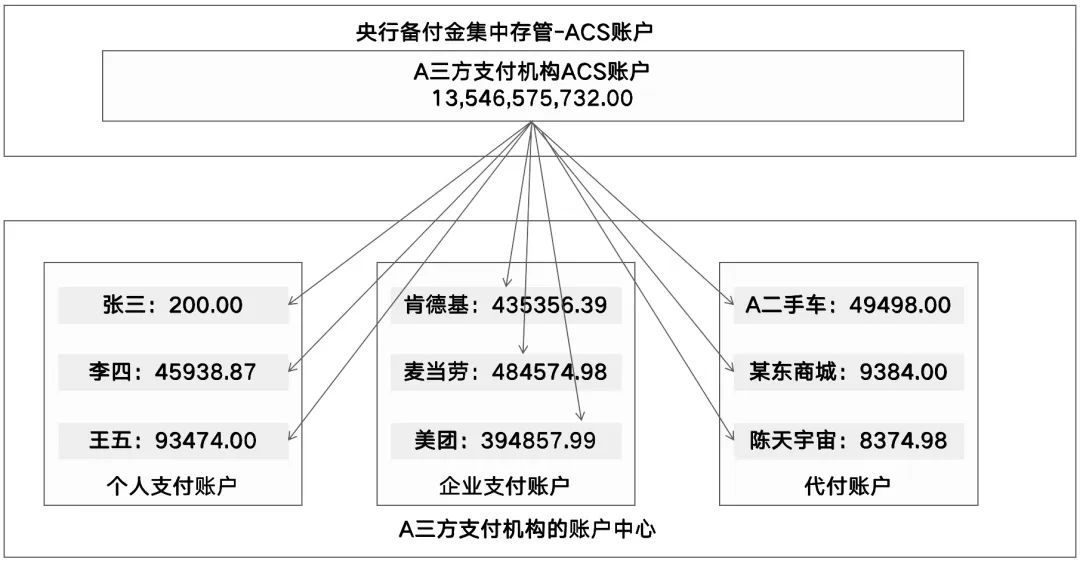 央行备付金集中存管-ACS账户
A三方支付机构ACS账户
13,546,575,732.00
张三：200.00
李四：45938.87
王五：93474.00
个人支付账户
肯德基：435356.39
麦当劳：484574.98
美团：394857.99
企业支付账户
A二手车：49498.00
某东商城：9384.00
陈天宇宙：8374.98
代付账户
A三方支付机构的账户中心